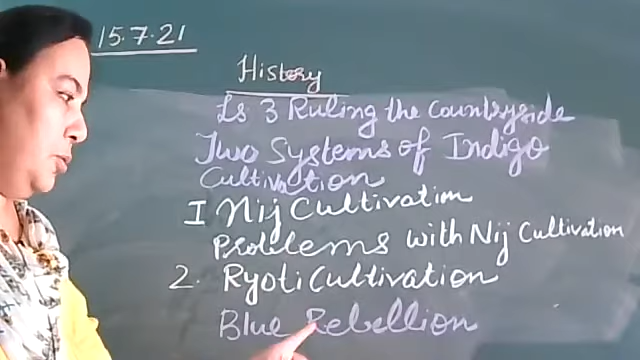 15.7.21
History
Ls 3 Ruling the Countryside
Two Systems of Indigo
Cultivation
I Nij Cultivation
Problems with Nij Cultivation
2. Ryoti Cultivation
Blue Rebellion